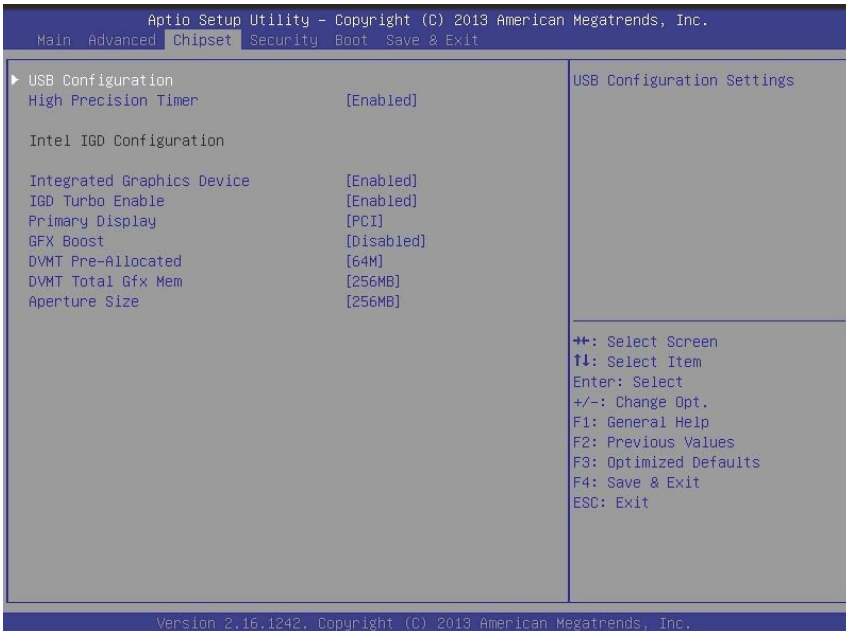 Aptio Setup Utility – Copyright (C) 2013 American Megatrends, Inc.
Main Advanced Chipset Security Boot Save & Exit
▶ USB Configuration
High Precision Timer [Enabled]
Intel IGD Configuration
Integrated Graphics Device [Enabled]
IGD Turbo Enable [Enabled]
Primary Display [PCI]
GFX Boost [Disabled]
DVMT Pre-Allocated [64M]
DVMT Total Gfx Mem [256MB]
Aperture Size [256MB]
USB Configuration Settings
→←: Select Screen
↑↓: Select Item
Enter: Select
+/-: Change Opt.
F1: General Help
F2: Previous Values
F3: Optimized Defaults
F4: Save & Exit
ESC: Exit
Version 2.16.1242. Copyright (C) 2013 American Megatrends, Inc.